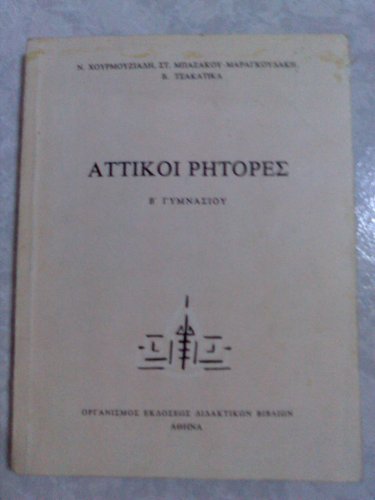 Ν. ΧΟΥΡΜΟΥΖΙΑΔΗ, ΣΤ. ΜΠΑΖΑΚΟΥ-ΜΑΡΑΓΚΟΥΔΑΚΗ
Β. ΤΣΑΚΑΤΙΚΑ
ΑΤΤΙΚΟΙ ΡΗΤΟΡΕΣ
Β΄ ΓΥΜΝΑΣΙΟΥ
ΟΡΓΑΝΙΣΜΟΣ ΕΚΔΟΣΕΩΣ ΔΙΔΑΚΤΙΚΩΝ ΒΙΒΛΙΩΝ
ΑΘΗΝΑ